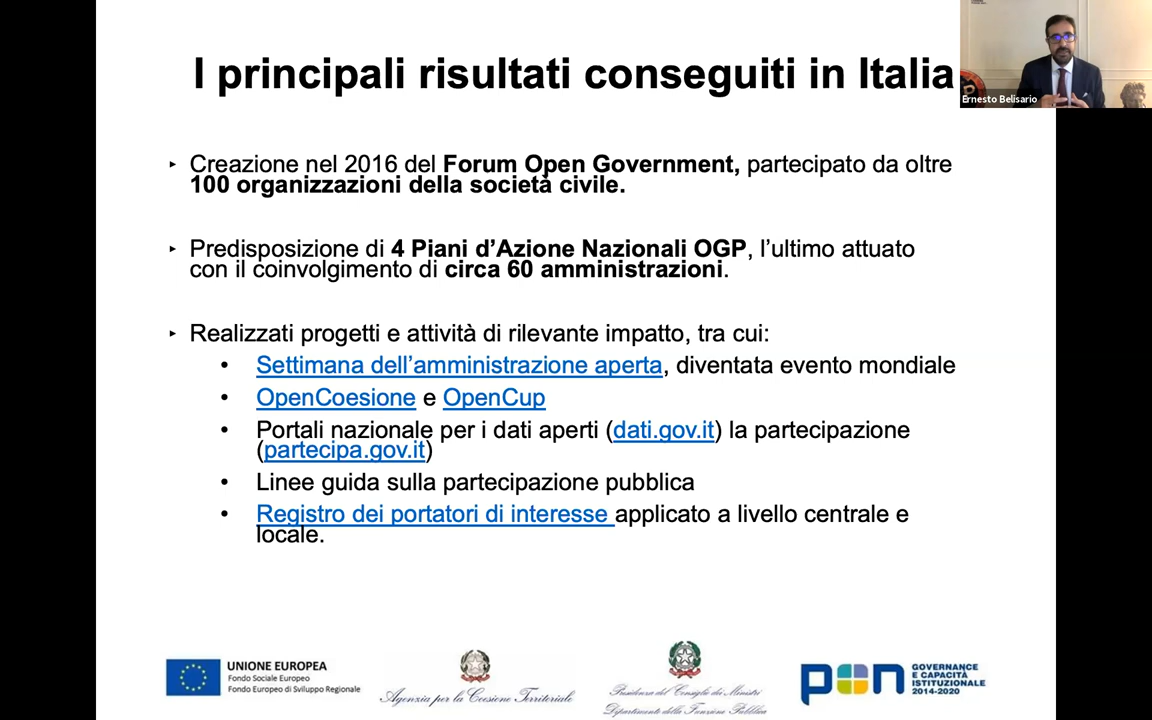 I principali risultati conseguiti in Italia
Ernesto Belisario
‣ Creazione nel 2016 del Forum Open Government, partecipato da oltre
100 organizzazioni della società civile.
‣ Predisposizione di 4 Piani d’Azione Nazionali OGP, l’ultimo attuato
con il coinvolgimento di circa 60 amministrazioni.
‣ Realizzati progetti e attività di rilevante impatto, tra cui:
• Settimana dell’amministrazione aperta, diventata evento mondiale
• OpenCoesione e OpenCup
• Portali nazionale per i dati aperti (dati.gov.it) la partecipazione
(partecipa.gov.it)
• Linee guida sulla partecipazione pubblica
• Registro dei portatori di interesse applicato a livello centrale e
locale.
UNIONE EUROPEA
Fondo Sociale Europeo
Fondo Europeo di Sviluppo Regionale
Agenzia per la Coesione Territoriale
Presidenza del Consiglio dei Ministri
Dipartimento della Funzione Pubblica
pon
GOVERNANCE
E CAPACITÀ
ISTITUZIONALE
2014-2020